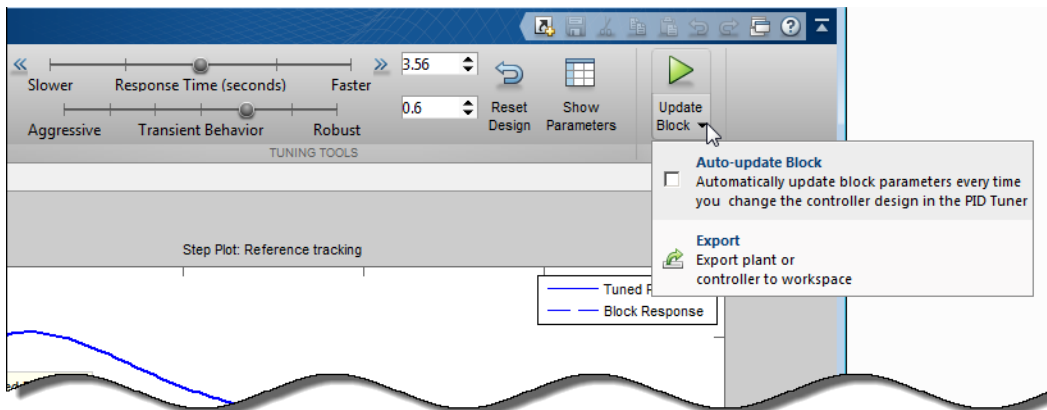 3.56
Slower Response Time (seconds) Faster
0.6
Aggressive Transient Behavior Robust
Reset
Design
Show
Parameters
Update
Block
TUNING TOOLS
Auto-update Block
Automatically update block parameters every time
you change the controller design in the PID Tuner
Export
Export plant or
controller to workspace
Step Plot: Reference tracking
Tuned
Block Response